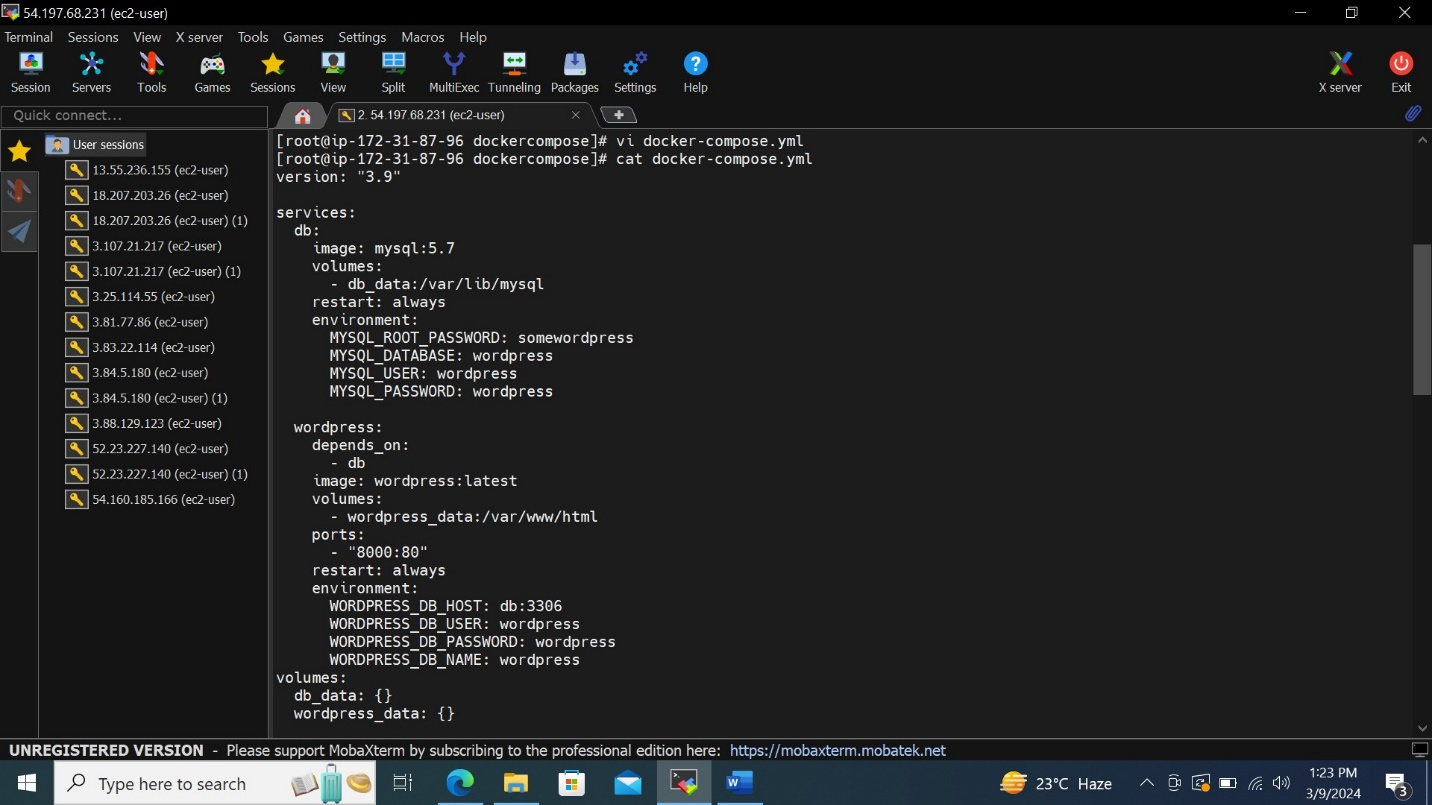 54.197.68.231 (ec2-user)
Terminal Sessions View X server Tools Games Settings Macros Help
Session Servers Tools Games Sessions View Split MultiExec Tunneling Packages Settings Help X server Exit
Quick connect...
2. 54.197.68.231 (ec2-user)
User sessions
13.55.236.155 (ec2-user)
18.207.203.26 (ec2-user)
18.207.203.26 (ec2-user) (1)
3.107.21.217 (ec2-user)
3.107.21.217 (ec2-user) (1)
3.25.114.55 (ec2-user)
3.81.77.86 (ec2-user)
3.83.22.114 (ec2-user)
3.84.5.180 (ec2-user)
3.84.5.180 (ec2-user) (1)
3.88.129.123 (ec2-user)
52.23.227.140 (ec2-user)
52.23.227.140 (ec2-user) (1)
54.160.185.166 (ec2-user)
[root@ip-172-31-87-96 dockercompose]# vi docker-compose.yml
[root@ip-172-31-87-96 dockercompose]# cat docker-compose.yml
version: "3.9"
services:
  db:
    image: mysql:5.7
    volumes:
      - db_data:/var/lib/mysql
    restart: always
    environment:
      MYSQL_ROOT_PASSWORD: somewordpress
      MYSQL_DATABASE: wordpress
      MYSQL_USER: wordpress
      MYSQL_PASSWORD: wordpress
  wordpress:
    depends_on:
      - db
    image: wordpress:latest
    volumes:
      - wordpress_data:/var/www/html
    ports:
      - "8000:80"
    restart: always
    environment:
      WORDPRESS_DB_HOST: db:3306
      WORDPRESS_DB_USER: wordpress
      WORDPRESS_DB_PASSWORD: wordpress
      WORDPRESS_DB_NAME: wordpress
volumes:
  db_data: {}
  wordpress_data: {}
UNREGISTERED VERSION - Please support MobaXterm by subscribing to the professional edition here: https://mobaxterm.mobatek.net
Type here to search
23°C Haze
1:23 PM
3/9/2024
3